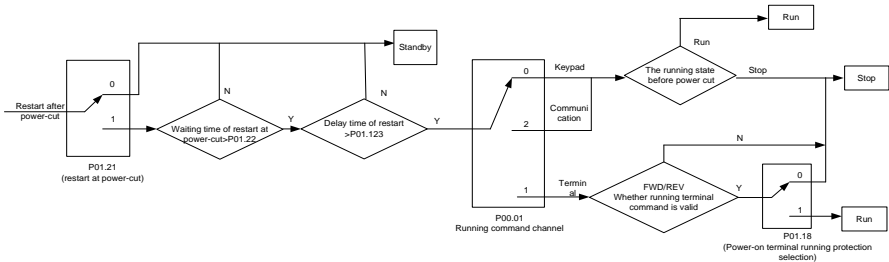 Restart after
power-cut
0
1
P01.21
(restart at power-cut)
N
Waiting time of restart at
power-cut>P01.22
Y
N
Delay time of restart
>P01.123
Y
Standby
0
2
1
P00.01
Running command channel
Keypad
Communi
cation
Termin
al
The running state
before power cut
Run
Run
Stop
Stop
FWD/REV
Whether running terminal
command is valid
N
Y
0
1
P01.18
(Power-on terminal running protection
selection)
Run